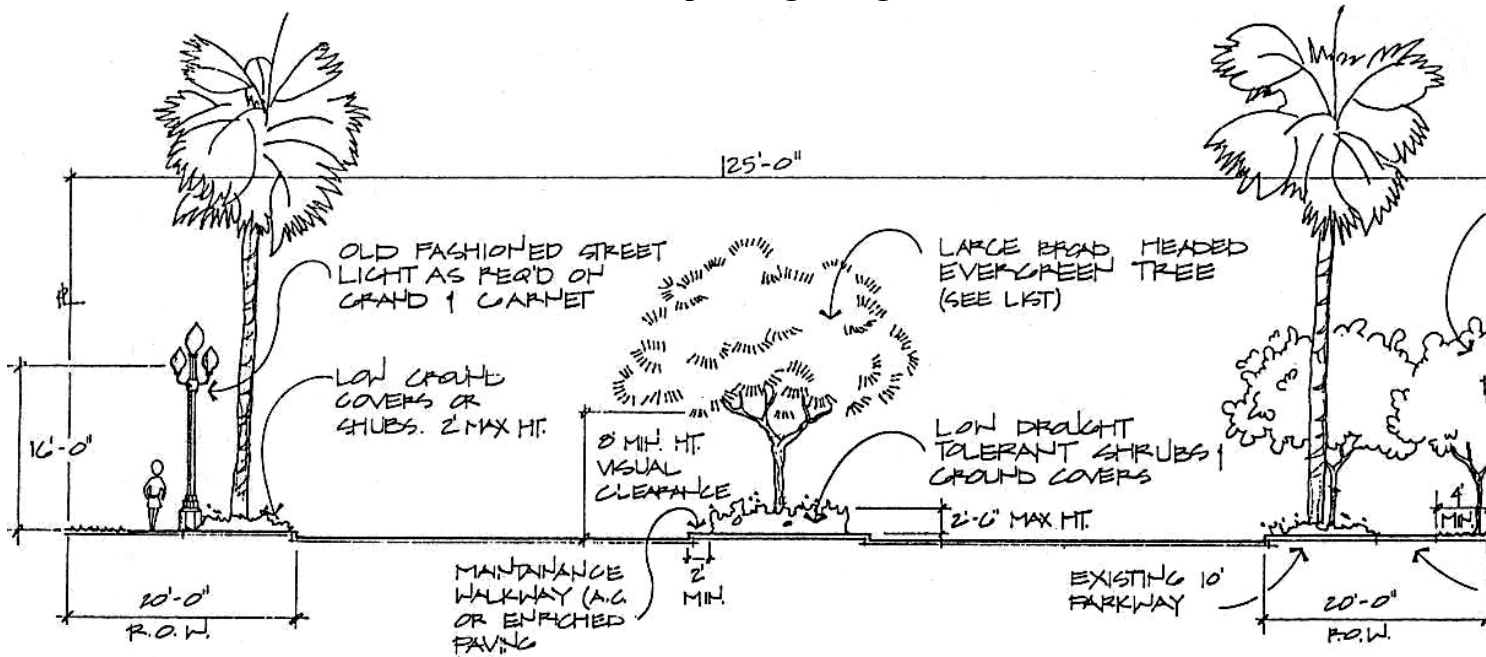 125'-0"
OLD FASHIONED STREET
LIGHT AS REQ'D ON
GRAND & GARNET
LARGE BROAD HEADED
EVERGREEN TREE
(SEE LIST)
LOW GROUND
COVERS OR
SHUBS. 2' MAX HT.
16'-0"
8' MIN. HT.
VISUAL
CLEARANCE
LOW DROUGHT
TOLERANT SHRUBS &
GROUND COVERS
2'-6" MAX HT.
4'
MIN.
MAINTAINANCE
WALKWAY (A.C.
OR ENRICHED
PAVING
2'
MIN.
EXISTING 10'
PARKWAY
20'-0"
R.O.W.
20'-0"
R.O.W.